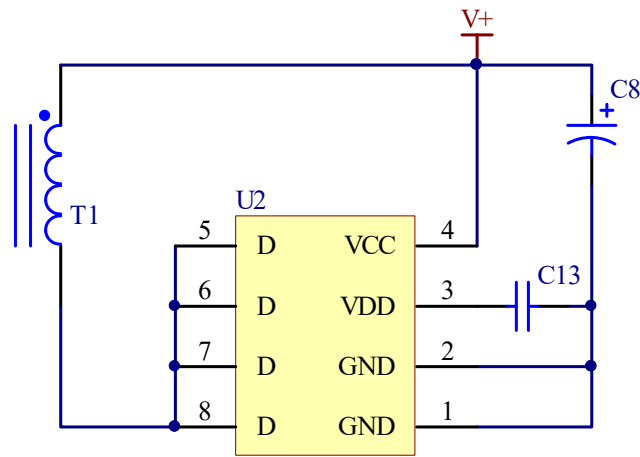 V+
+
C8
T1
U2
5 D VCC 4
C13
6 D VDD 3
7 D GND 2
8 D GND 1